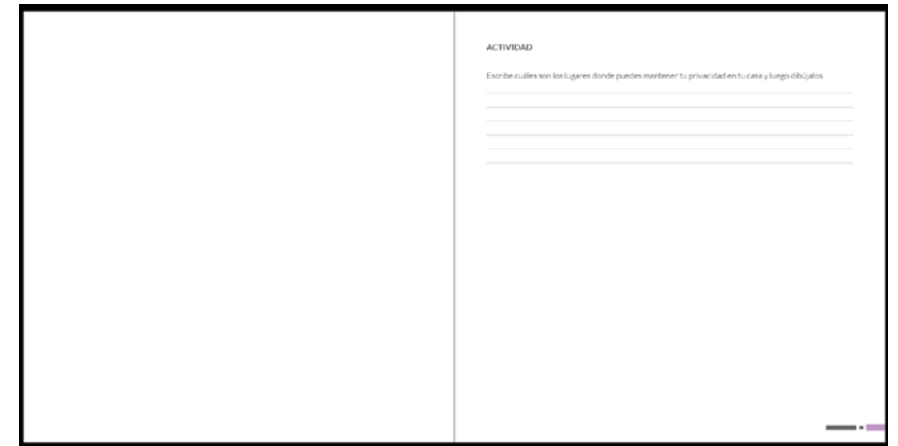 ACTIVIDAD
Escribe cuáles son los lugares donde puedes mantener tu privacidad en tu casa y luego dibújalos